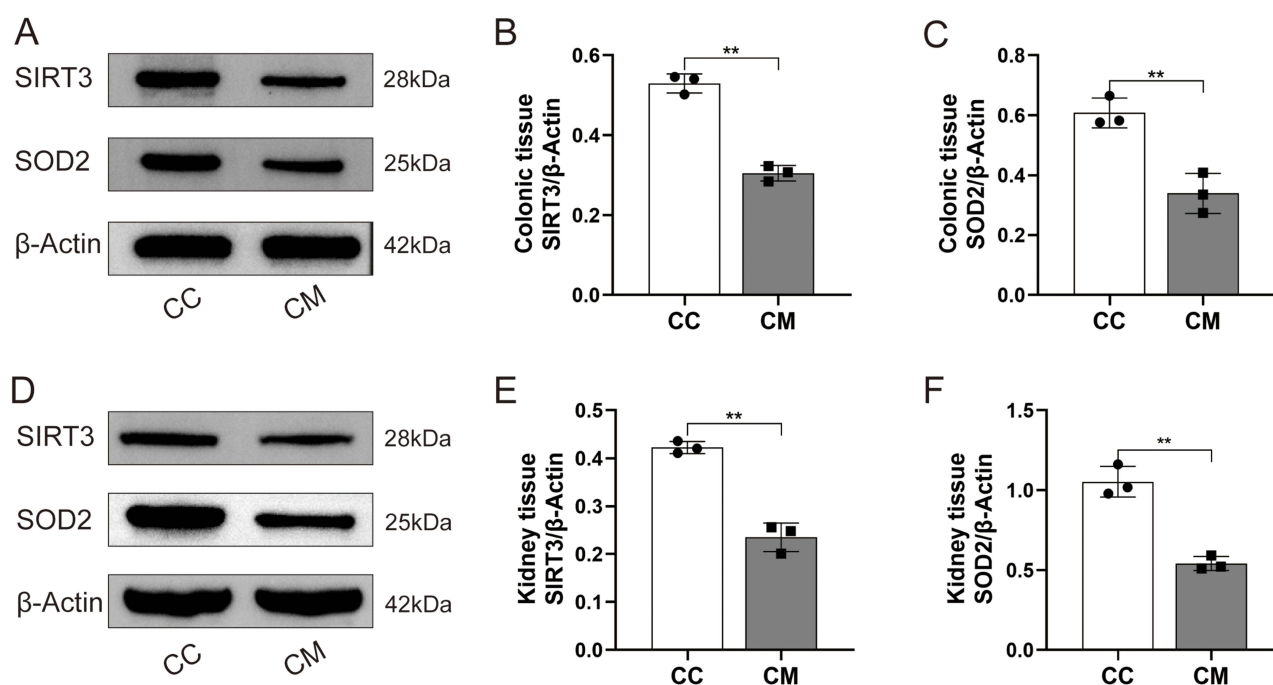 A
SIRT3
28kDa
SOD2
25kDa
β-Actin
42kDa
CC
CM
B
Colonic tissue
SIRT3/β-Actin
0.6
0.4
0.2
0.0
**
CC
CM
C
Colonic tissue
SOD2/β-Actin
0.8
0.6
0.4
0.2
0.0
**
CC
CM
D
SIRT3
28kDa
SOD2
25kDa
β-Actin
42kDa
CC
CM
E
Kidney tissue
SIRT3/β-Actin
0.5
0.4
0.3
0.2
0.1
0.0
**
CC
CM
F
Kidney tissue
SOD2/β-Actin
1.5
1.0
0.5
0.0
**
CC
CM